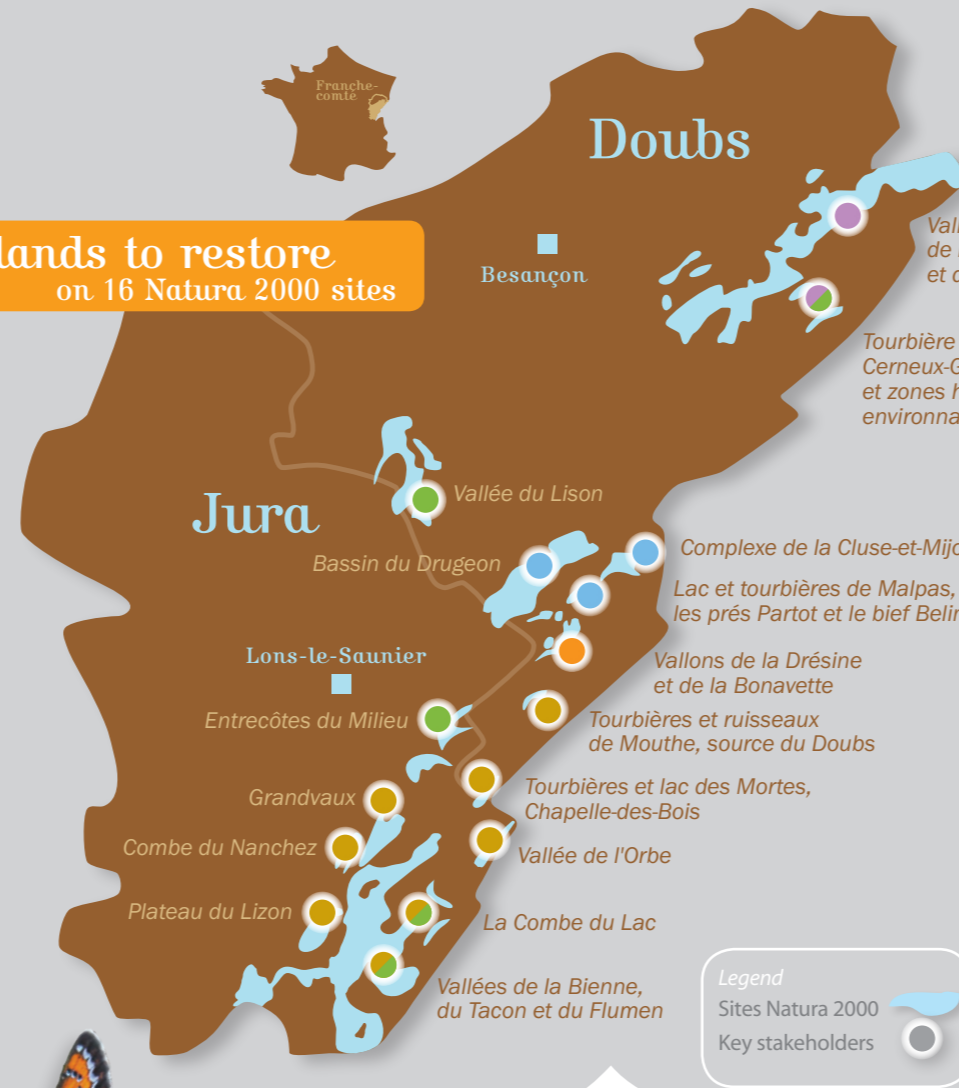 Franche-
comté
Doubs
to restore
on 16 Natura 2000 sites
Besançon
de
et
Tourbière
et zones
Vallée du Lison
Jura
Bassin du Drugeon
Complexe de la Cluse-et-
Lac et tourbières de Malpas,
les prés Partot et le bief
Lons-le-Saunier
Vallons de la Drésine
et de la Bonavette
Entrecôtes du Milieu
Tourbières et ruisseaux
de Mouthe, source du Doubs
Grandvaux
Tourbières et lac des Mortes,
Chapelle-des-Bois
Combe du Nanchez
Vallée de l'Orbe
Plateau du Lizon
La Combe du Lac
Vallées de la Bienne,
du Tacon et du Flumen
Legend
Sites Natura 2000
Key stakeholders